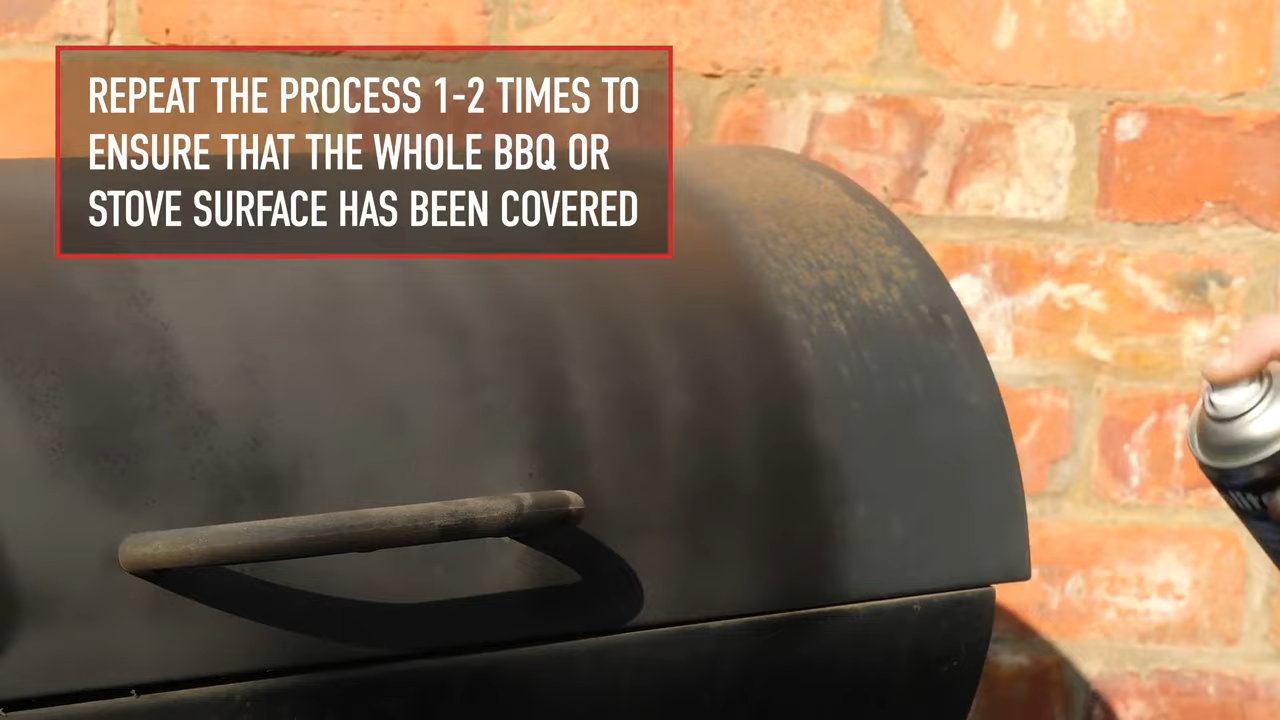 REPEAT THE PROCESS 1-2 TIMES TO
ENSURE THAT THE WHOLE BBQ OR
STOVE SURFACE HAS BEEN COVERED